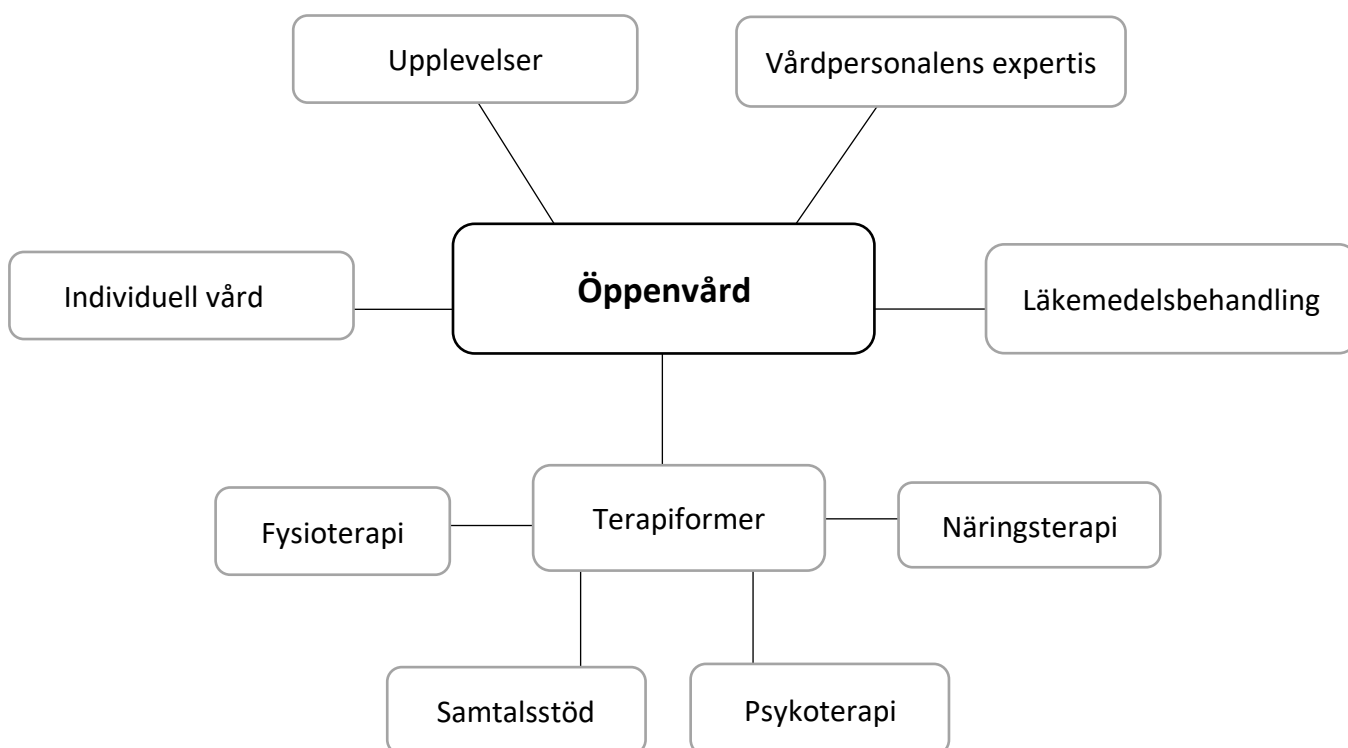 Upplevelser
Vårdpersonalens expertis
Individuell vård
Öppenvård
Läkemedelsbehandling
Fysioterapi
Terapiformer
Näringsterapi
Samtalsstöd
Psykoterapi